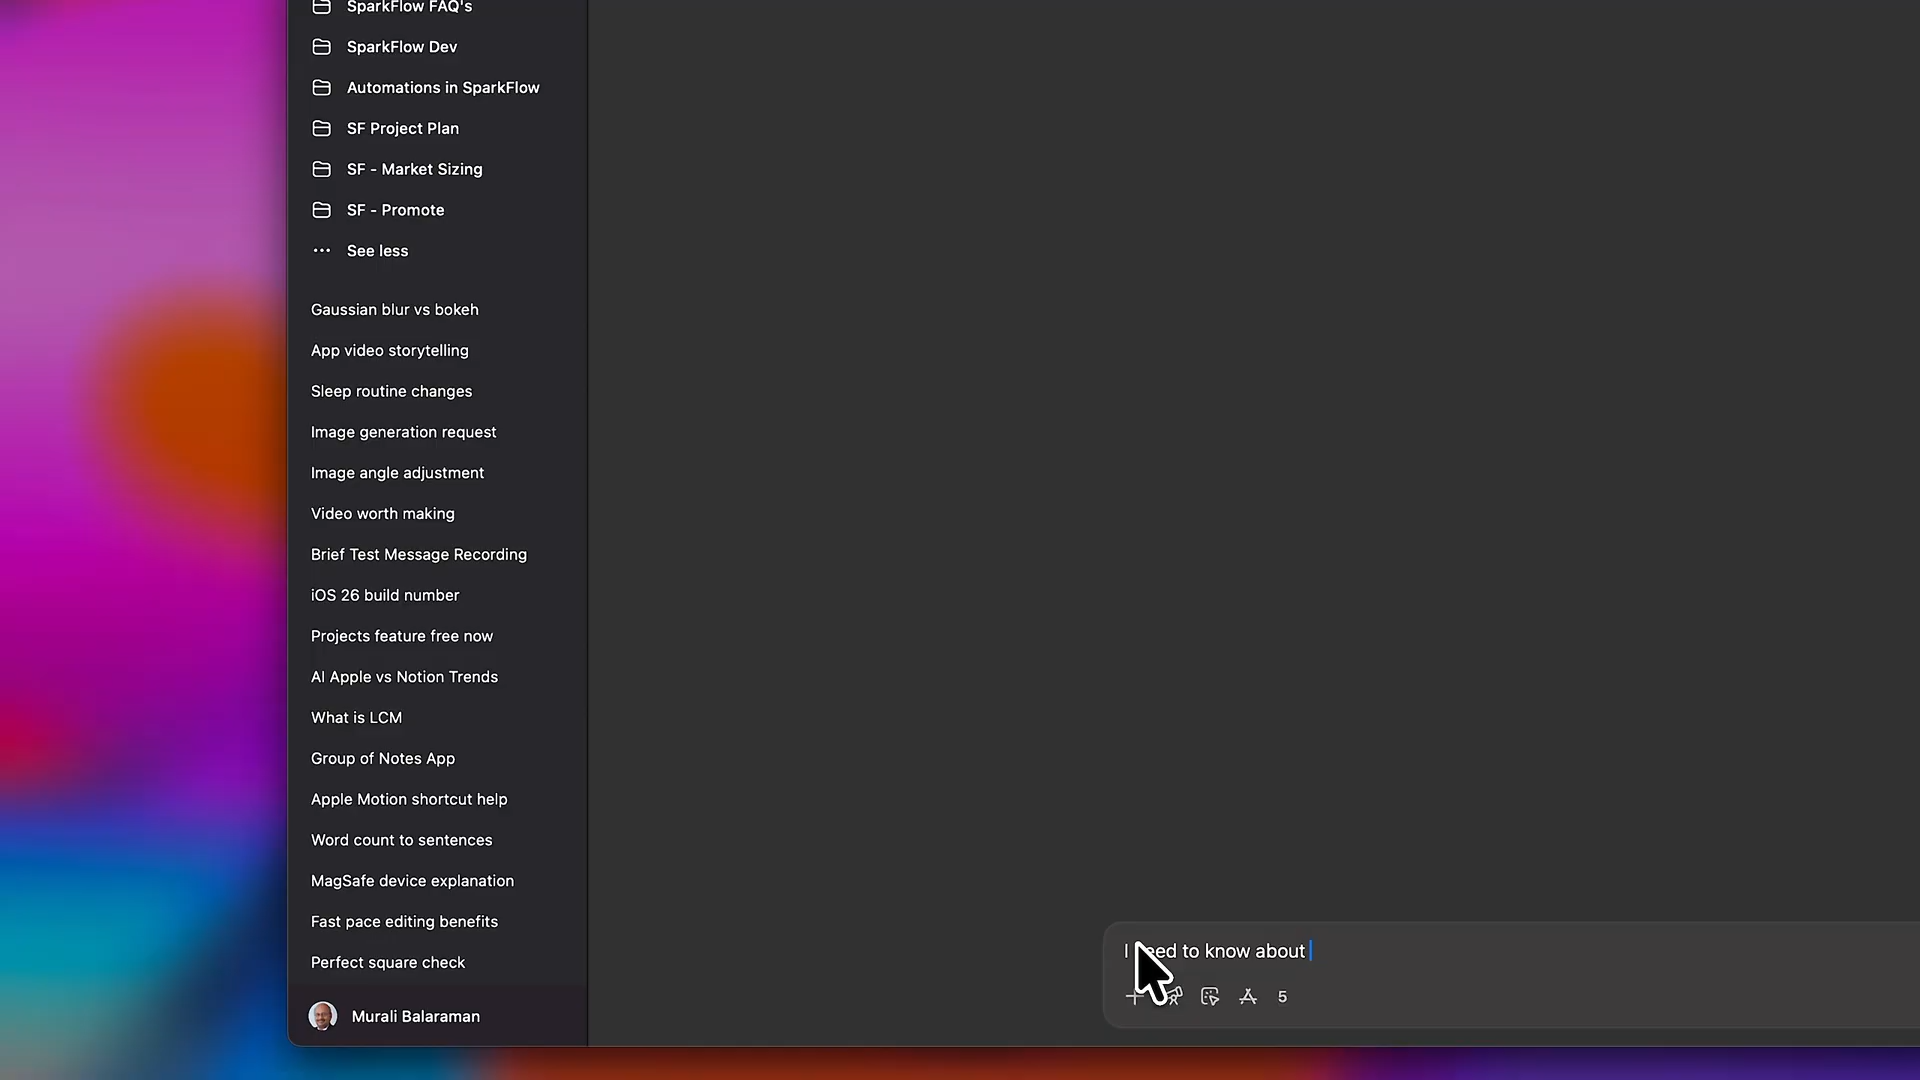 SparkFlow FAQ's
SparkFlow Dev
Automations in SparkFlow
SF Project Plan
SF - Market Sizing
SF - Promote
See less
Gaussian blur vs bokeh
App video storytelling
Sleep routine changes
Image generation request
Image angle adjustment
Video worth making
Brief Test Message Recording
iOS 26 build number
Projects feature free now
AI Apple vs Notion Trends
What is LCM
Group of Notes App
Apple Motion shortcut help
Word count to sentences
MagSafe device explanation
Fast pace editing benefits
Perfect square check
Murali Balaraman
I need to know about
5